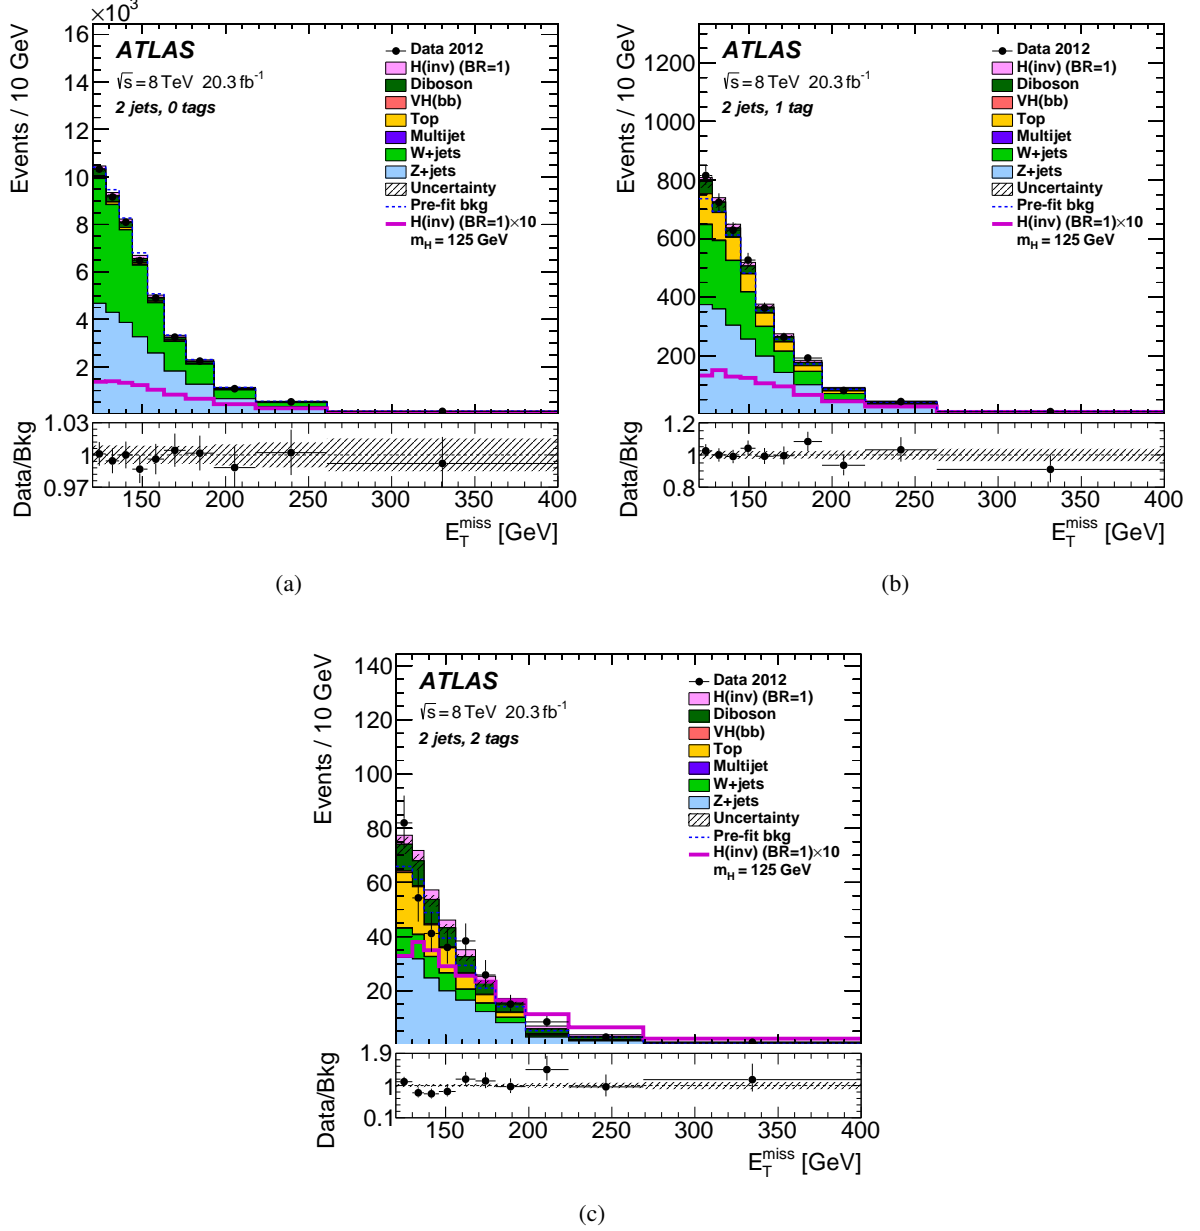 ×10³
Events / 10 GeV
16
14
12
10
8
6
4
2
ATLAS
√s = 8 TeV 20.3 fb⁻¹
2 jets, 0 tags
Data 2012
H(inv) (BR=1)
Diboson
VH(bb)
Top
Multijet
W+jets
Z+jets
Uncertainty
Pre-fit bkg
H(inv) (BR=1)×10
m_H = 125 GeV
Data/Bkg
1.03
1
0.97
150 200 250 300 350 400
E_T^miss [GeV]
(a)
Events / 10 GeV
1200
1000
800
600
400
200
ATLAS
√s = 8 TeV 20.3 fb⁻¹
2 jets, 1 tag
Data 2012
H(inv) (BR=1)
Diboson
VH(bb)
Top
Multijet
W+jets
Z+jets
Uncertainty
Pre-fit bkg
H(inv) (BR=1)×10
m_H = 125 GeV
Data/Bkg
1.2
1
0.8
150 200 250 300 350 400
E_T^miss [GeV]
(b)
Events / 10 GeV
140
120
100
80
60
40
20
ATLAS
√s = 8 TeV 20.3 fb⁻¹
2 jets, 2 tags
Data 2012
H(inv) (BR=1)
Diboson
VH(bb)
Top
Multijet
W+jets
Z+jets
Uncertainty
Pre-fit bkg
H(inv) (BR=1)×10
m_H = 125 GeV
Data/Bkg
1.9
1
0.1
150 200 250 300 350 400
E_T^miss [GeV]
(c)